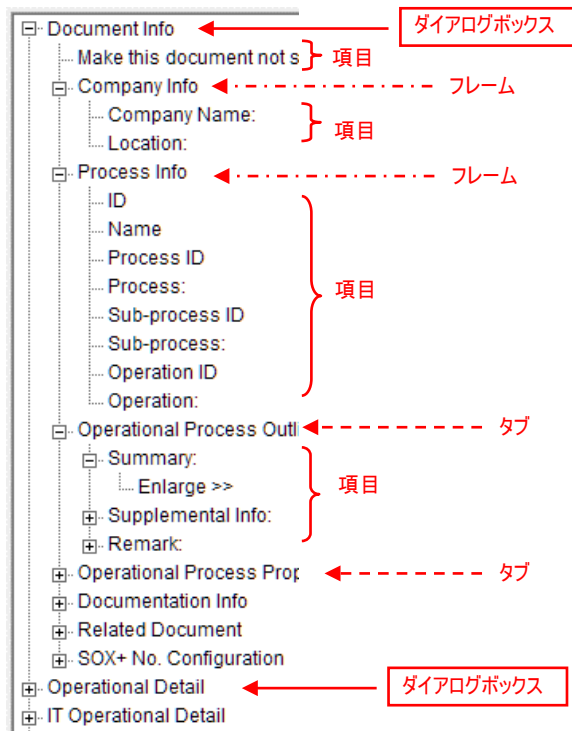 Document Info ダイアログボックス
Make this document not s 項目
Company Info フレーム
Company Name:
項目
Location:
Process Info フレーム
ID
Name
Process ID
Process: 項目
Sub-process ID
Sub-process:
Operation ID
Operation:
Operational Process Outli タブ
Summary:
Enlarge >> 項目
Supplemental Info:
Remark:
Operational Process Prop タブ
Documentation Info
Related Document
SOX+ No. Configuration
Operational Detail ダイアログボックス
IT Operational Detail